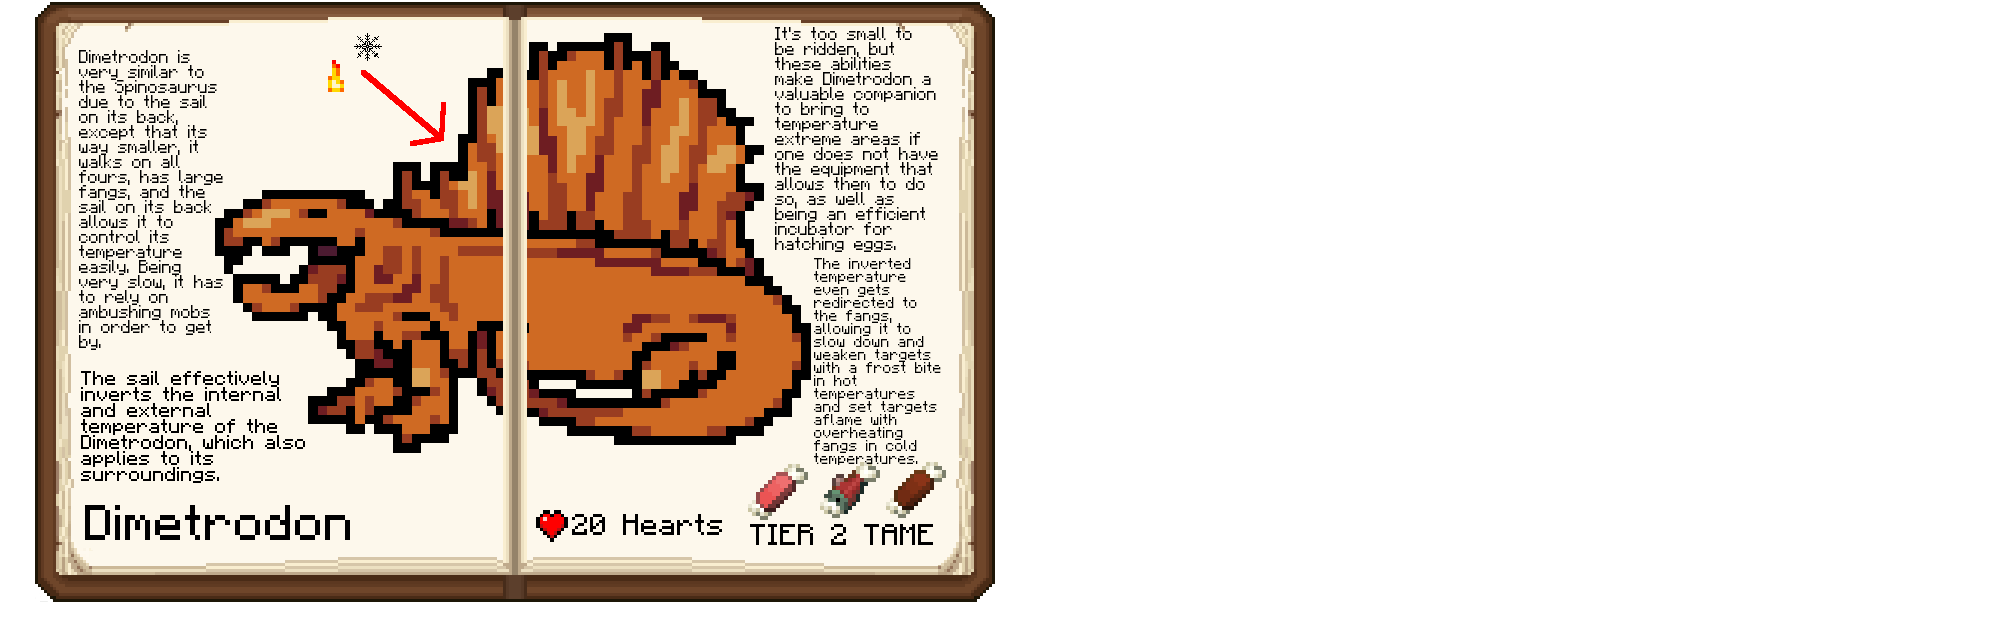 Dimetrodon is
very similar to
the Spinosaurus
due to the sail
on its back,
except that its
way smaller, it
walks on all
fours, has large
fangs, and the
sail on its back
allows it to
control its
temperature
easily. Being
very slow, it has
to rely on
ambushing mobs
in order to get
by.
The sail effectively
inverts the internal
and external
temperature of the
Dimetrodon, which also
applies to its
surroundings.
Dimetrodon
It's too small to
be ridden, but
these abilities
make Dimetrodon a
valuable companion
to bring to
temperature
extreme areas if
one does not have
the equipment that
allows them to do
so, as well as
being an efficient
incubator for
hatching eggs.
The inverted
temperature
even gets
redirected to
the fangs,
allowing it to
slow down and
weaken targets
with a frost bite
in hot
temperatures
and set targets
aflame with
overheating
fangs in cold
temperatures.
20 Hearts
TIER 2 TAME